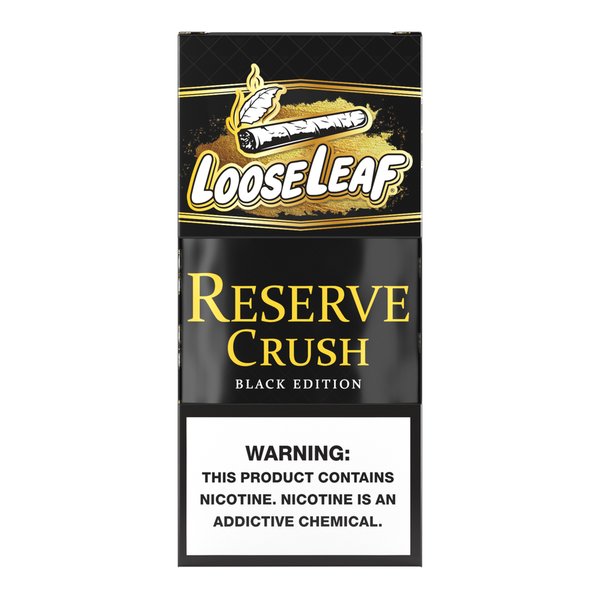 LOOSELEAF®
RESERVE
CRUSH
BLACK EDITION
WARNING:
THIS PRODUCT CONTAINS
NICOTINE. NICOTINE IS AN
ADDICTIVE CHEMICAL.